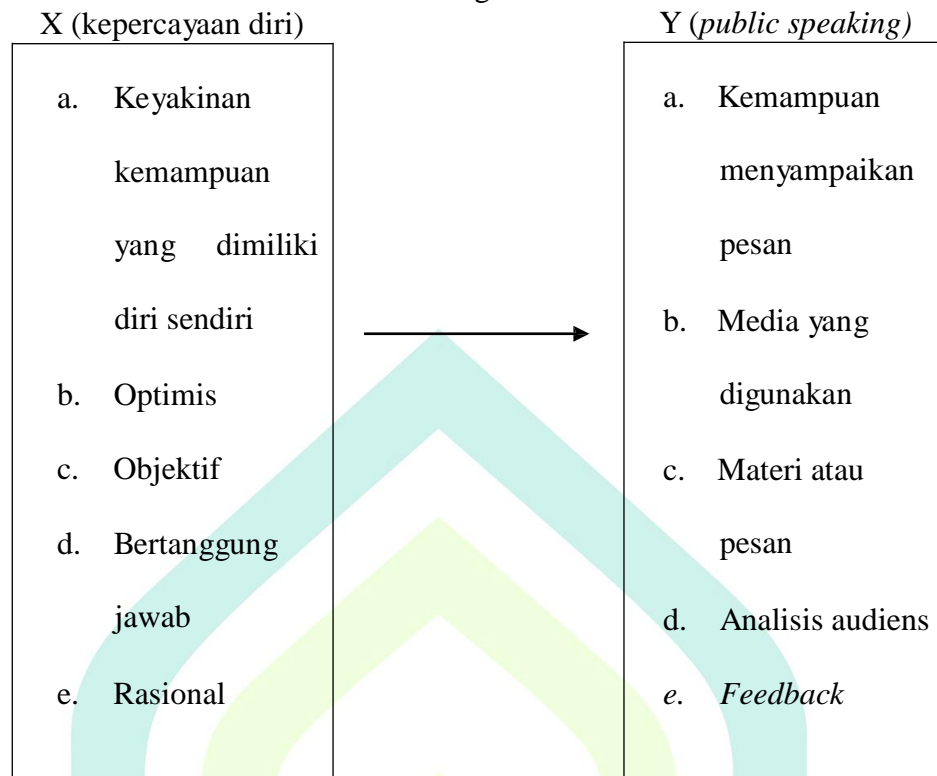 X (kepercayaan diri)
a. Keyakinan
kemampuan
yang dimiliki
diri sendiri
b. Optimis
c. Objektif
d. Bertanggung
jawab
e. Rasional
Y (public speaking)
a. Kemampuan
menyampaikan
pesan
b. Media yang
digunakan
c. Materi atau
pesan
d. Analisis audiens
e. Feedback